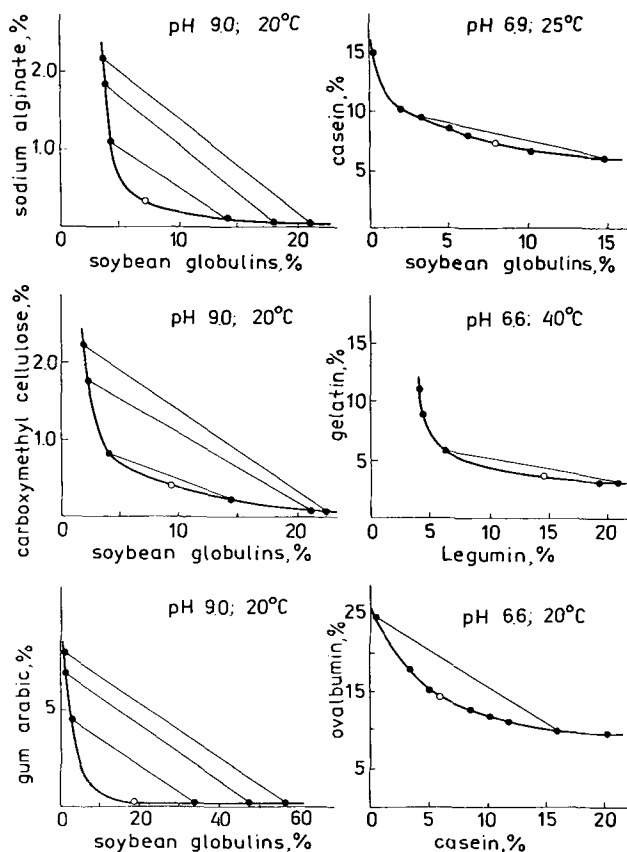 pH 9.0; 20°C
sodium alginate, %
2.0
1.0
0 10 20
soybean globulins, %
pH 6.9; 25°C
casein, %
15
10
5
0 5 10 15
soybean globulins, %
pH 9.0; 20°C
carboxymethyl cellulose, %
2.0
1.0
0 10 20
soybean globulins, %
pH 6.6; 40°C
gelatin, %
15
10
5
0 5 10 15 20
Legumin, %
pH 9.0; 20°C
gum arabic, %
5
0 20 40 60
soybean globulins, %
pH 6.6; 20°C
ovalbumin, %
25
15
5
0 5 10 15 20
casein, %